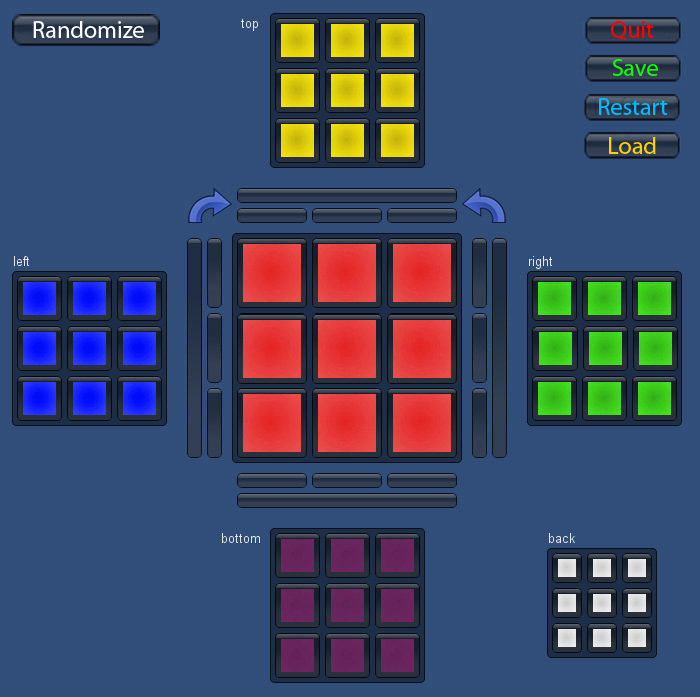 Randomize
top
Quit
Save
Restart
Load
left
right
bottom
back